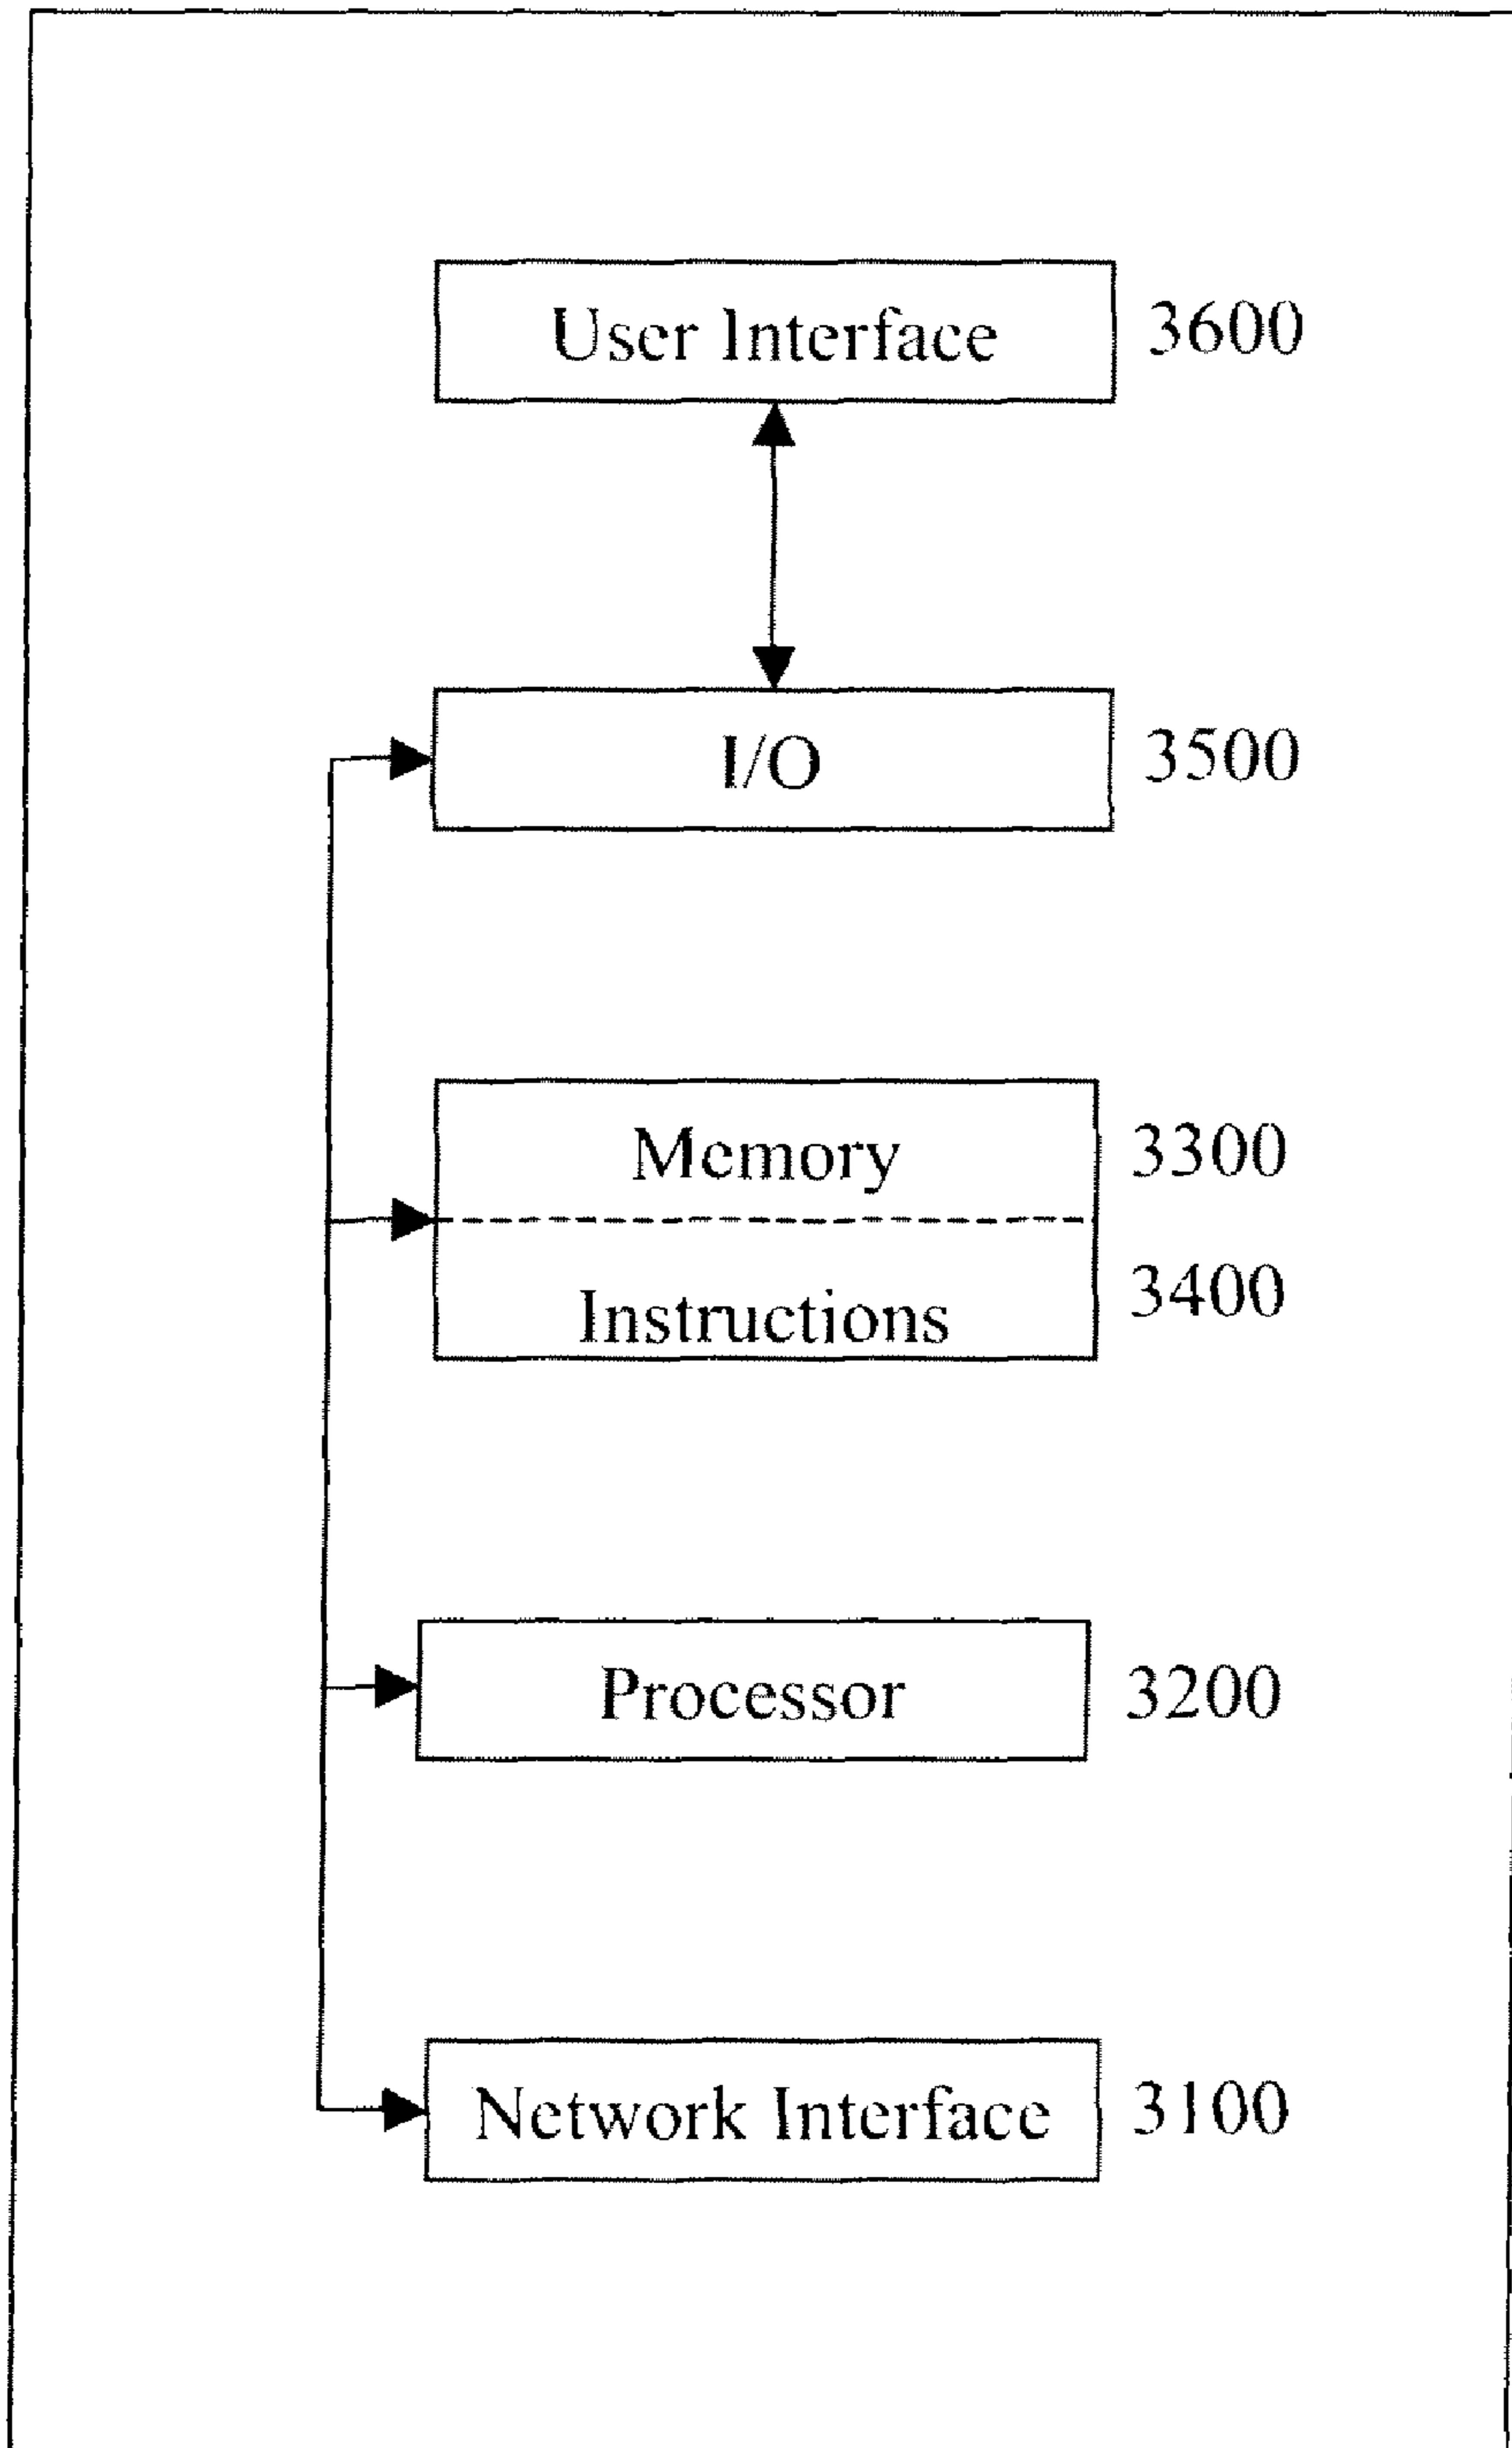 User Interface 3600
I/O 3500
Memory 3300
Instructions 3400
Processor 3200
Network Interface 3100